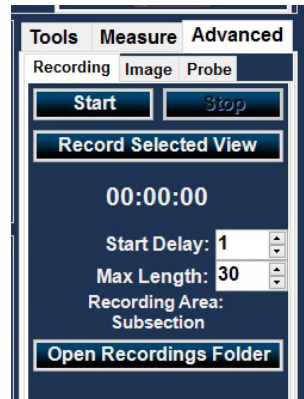 Tools Measure Advanced
Recording Image Probe
Start Stop
Record Selected View
00:00:00
Start Delay: 1
Max Length: 30
Recording Area:
Subsection
Open Recordings Folder